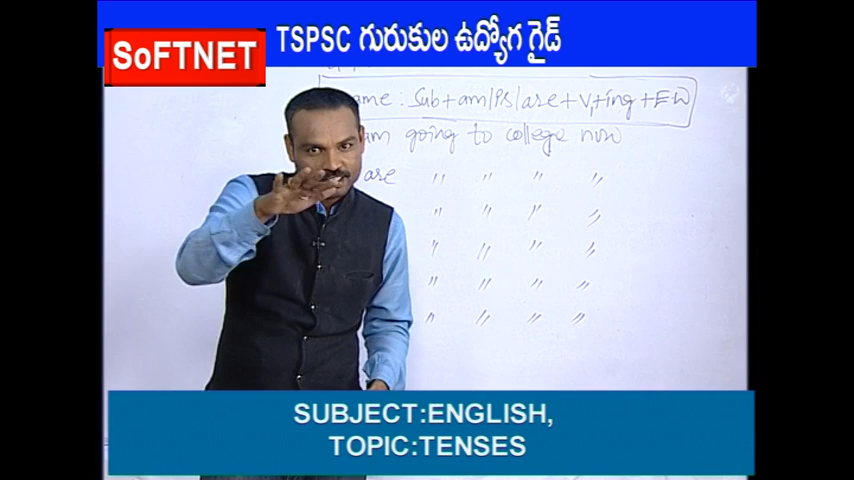 TSPSC గురుకుల ఉద్యోగ గైడ్
SoFTNET
ame : Sub + am/is/are + V₁ + ing + EW
am going to college now
are " " " "
" " " "
" " " "
" " " "
" " " "
SUBJECT:ENGLISH,
TOPIC:TENSES